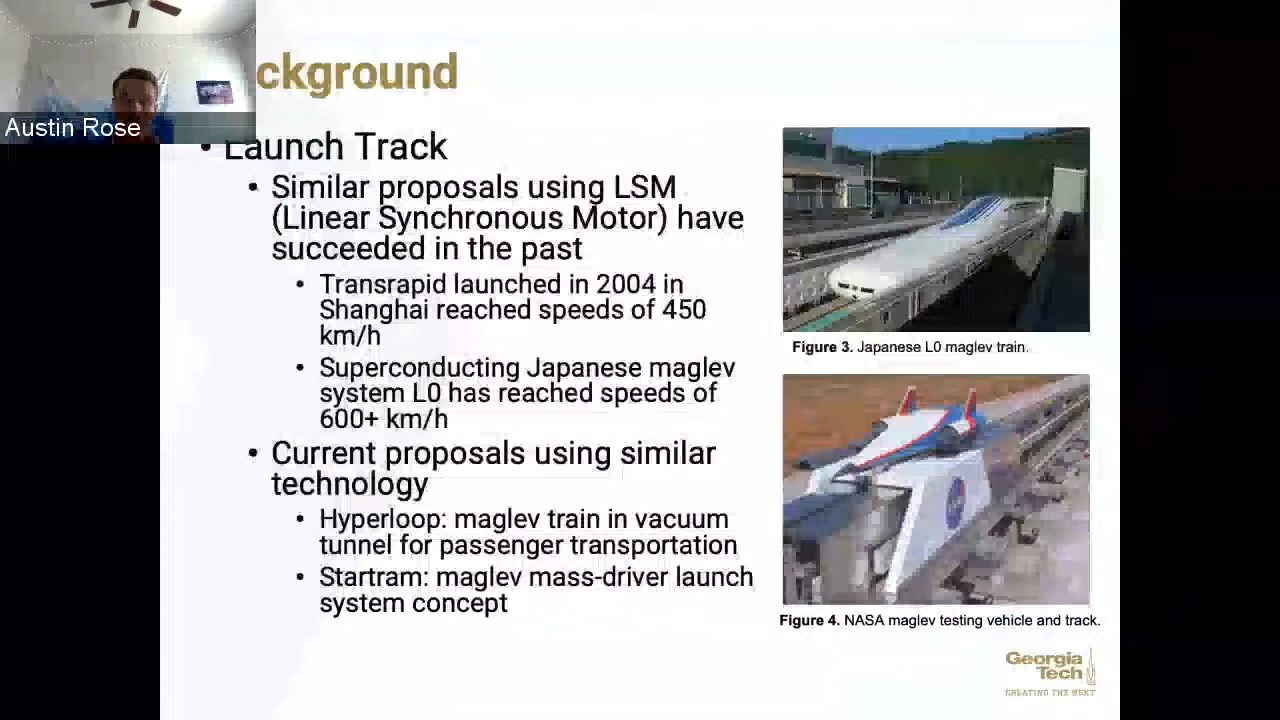 ckground
Austin Rose
• Launch Track
• Similar proposals using LSM
(Linear Synchronous Motor) have
succeeded in the past
• Transrapid launched in 2004 in
Shanghai reached speeds of 450
km/h
• Superconducting Japanese maglev
system L0 has reached speeds of
600+ km/h
• Current proposals using similar
technology
• Hyperloop: maglev train in vacuum
tunnel for passenger transportation
• Startram: maglev mass-driver launch
system concept
Figure 3. Japanese L0 maglev train.
Figure 4. NASA maglev testing vehicle and track.
Georgia
Tech
CREATING THE NEXT